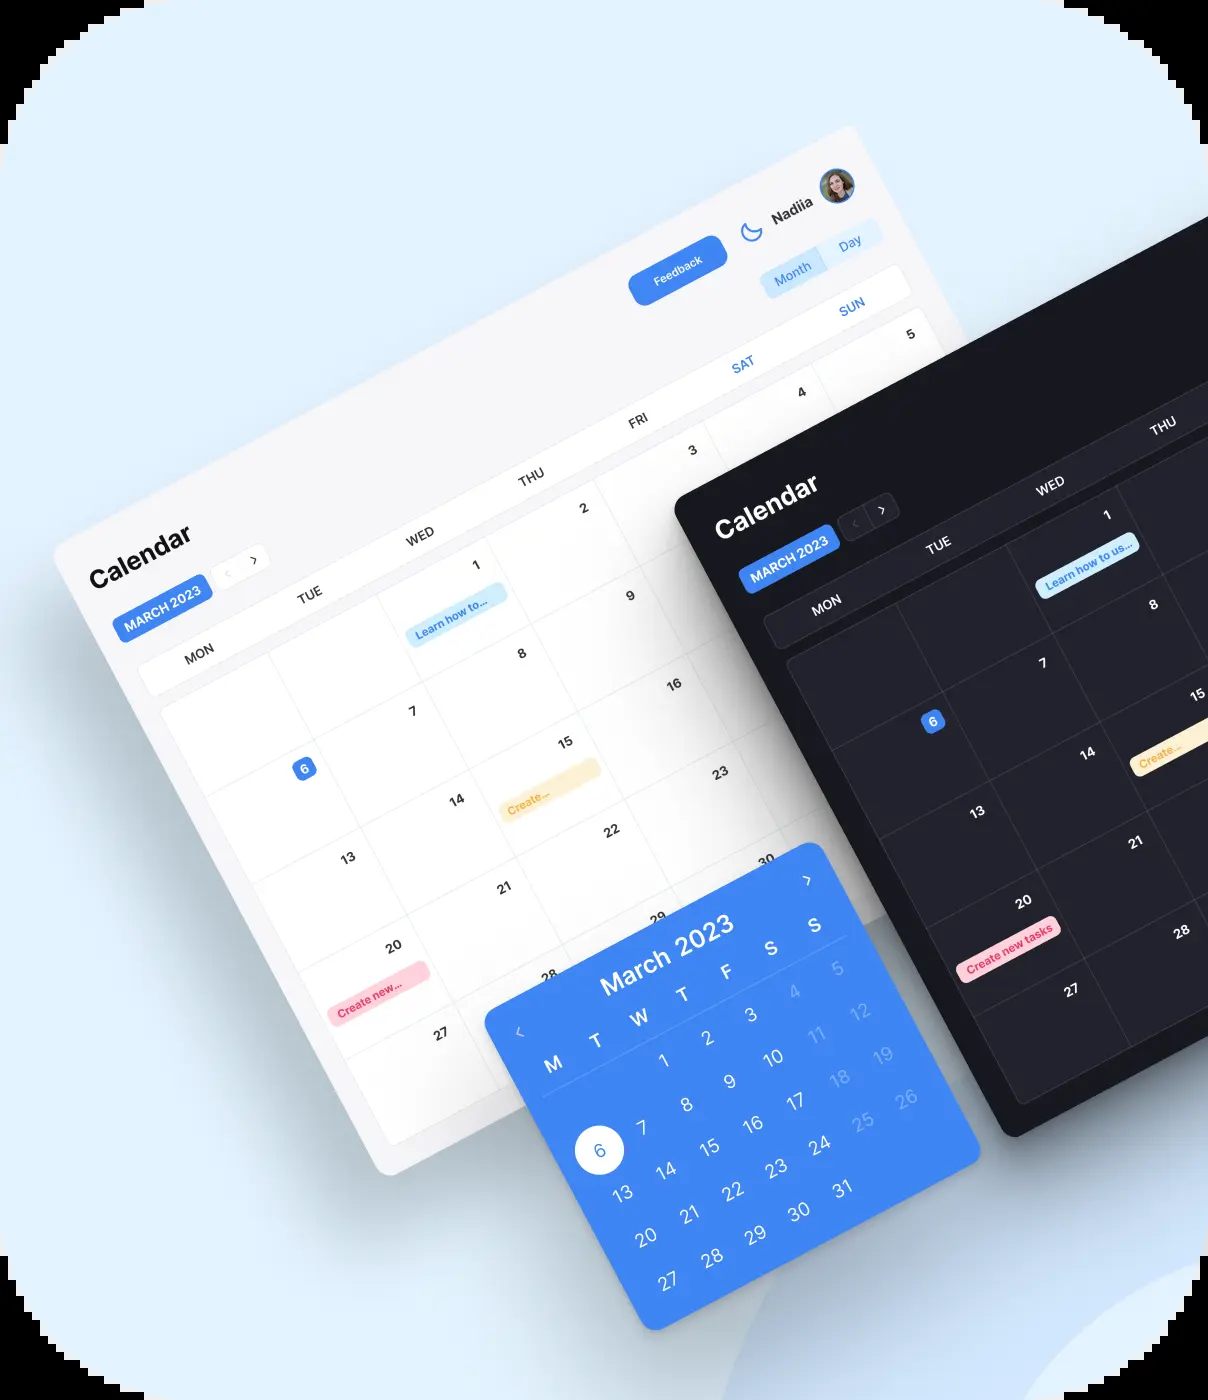 Calendar
MARCH 2023 < >
Feedback
Nadiia
Month Day
MON TUE WED THU FRI SAT SUN
1 2 3 4 5
Learn how to...
6 7 8 9
13 14 15 16
Create...
20 21 22 23
Create new...
27 28 29 30
Calendar
MARCH 2023 < >
MON TUE WED THU
1
Learn how to us...
6 7 8
13 14 15
Create...
20 21
Create new tasks
27 28
< March 2023 >
M T W T F S S
1 2 3 4 5
6 7 8 9 10 11 12
13 14 15 16 17 18 19
20 21 22 23 24 25 26
27 28 29 30 31